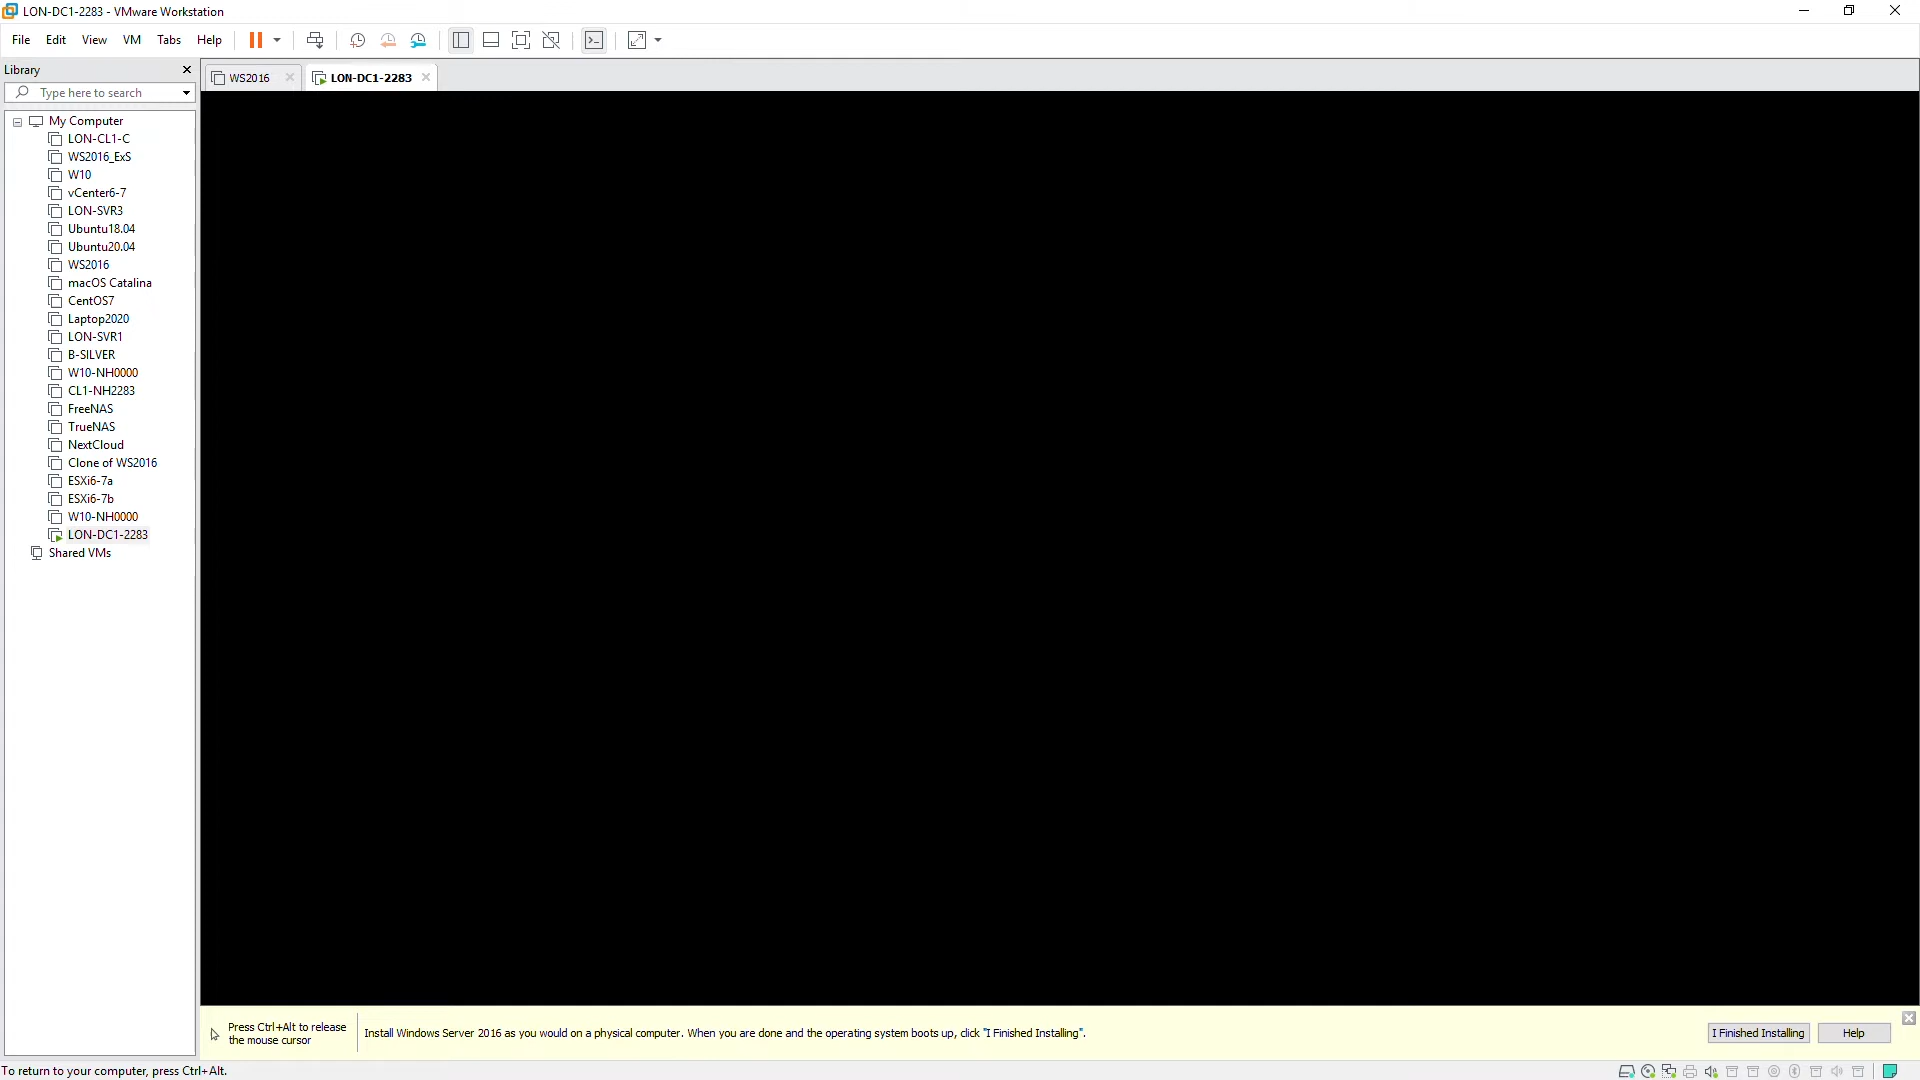 LON-DC1-2283 - VMware Workstation
File Edit View VM Tabs Help
Library
WS2016
LON-DC1-2283
Type here to search
My Computer
LON-CL1-C
WS2016_ExS
W10
vCenter6-7
LON-SVR3
Ubuntu18.04
Ubuntu20.04
WS2016
macOS Catalina
CentOS7
Laptop2020
LON-SVR1
B-SILVER
W10-NH0000
CL1-NH2283
FreeNAS
TrueNAS
NextCloud
Clone of WS2016
ESXi6-7a
ESXi6-7b
W10-NH0000
LON-DC1-2283
Shared VMs
Press Ctrl+Alt to release
the mouse cursor
Install Windows Server 2016 as you would on a physical computer. When you are done and the operating system boots up, click "I Finished Installing".
I Finished Installing
Help
To return to your computer, press Ctrl+Alt.